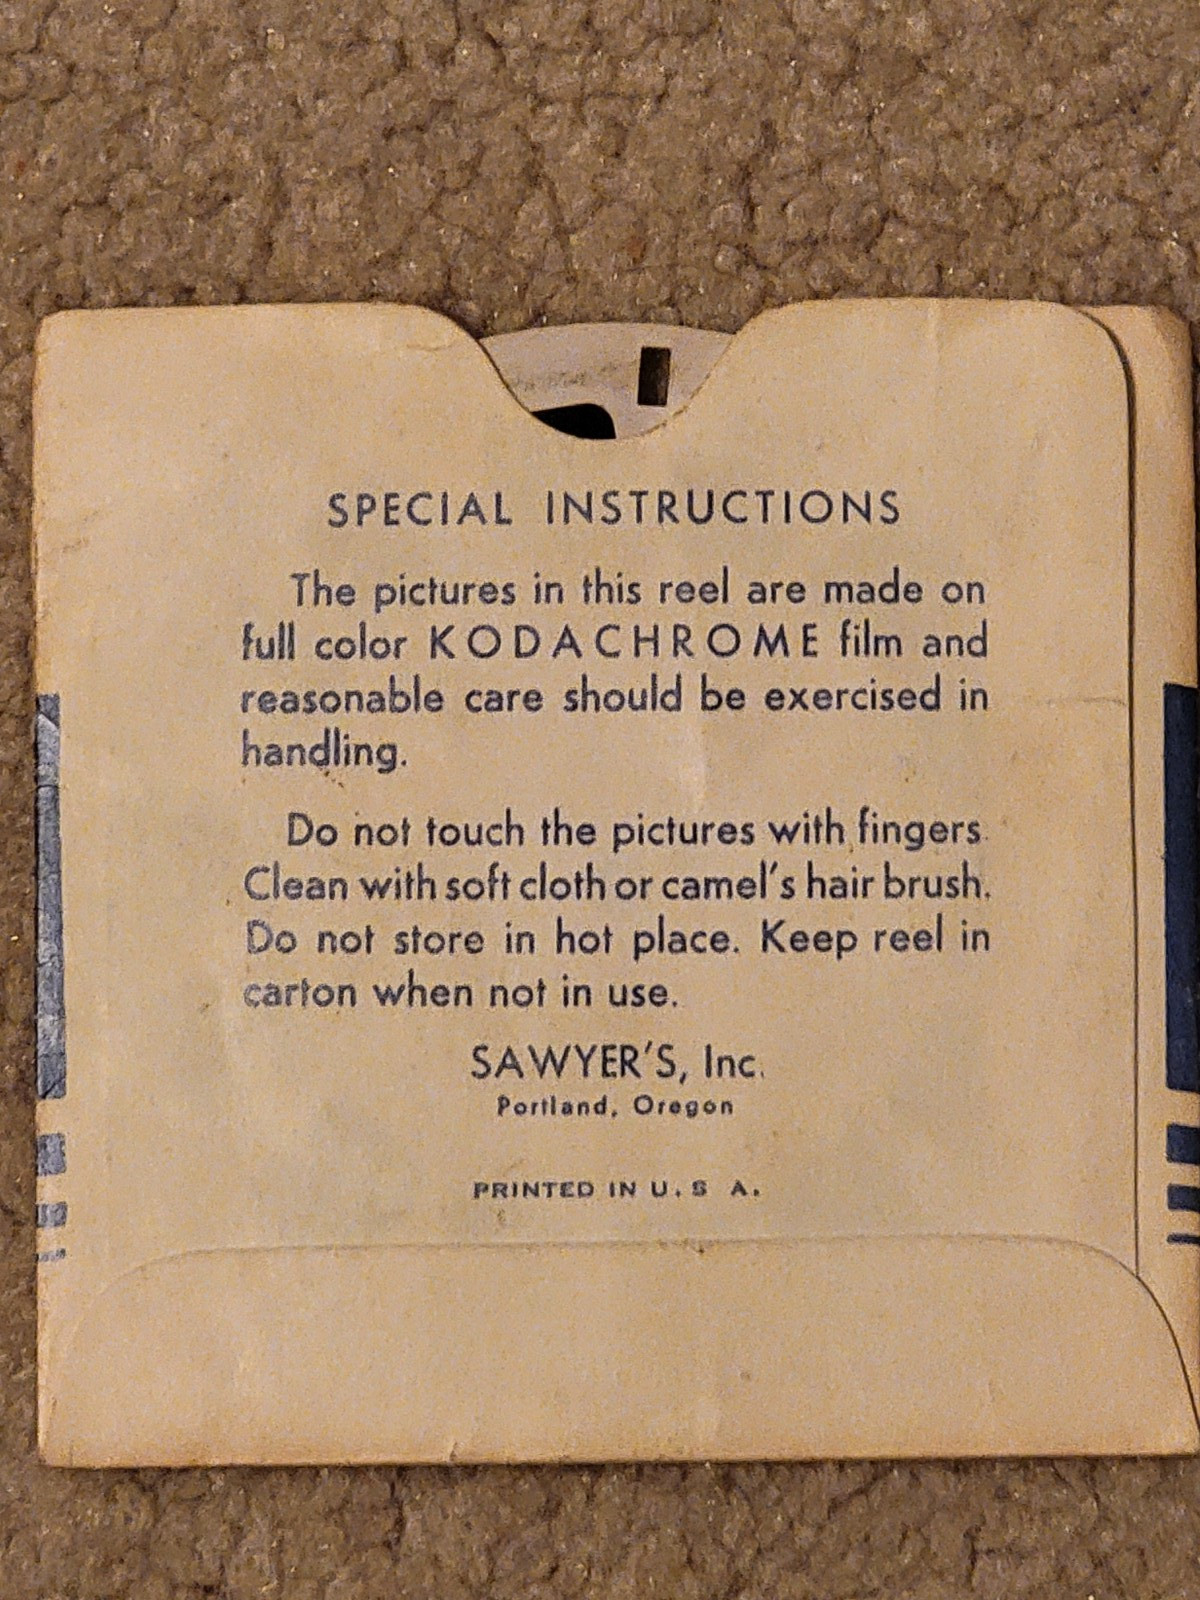 SPECIAL INSTRUCTIONS
The pictures in this reel are made on
full color KODACHROME film and
reasonable care should be exercised in
handling.
Do not touch the pictures with fingers.
Clean with soft cloth or camel's hair brush.
Do not store in hot place. Keep reel in
carton when not in use.
SAWYER'S, Inc.
Portland, Oregon
PRINTED IN U. S A.